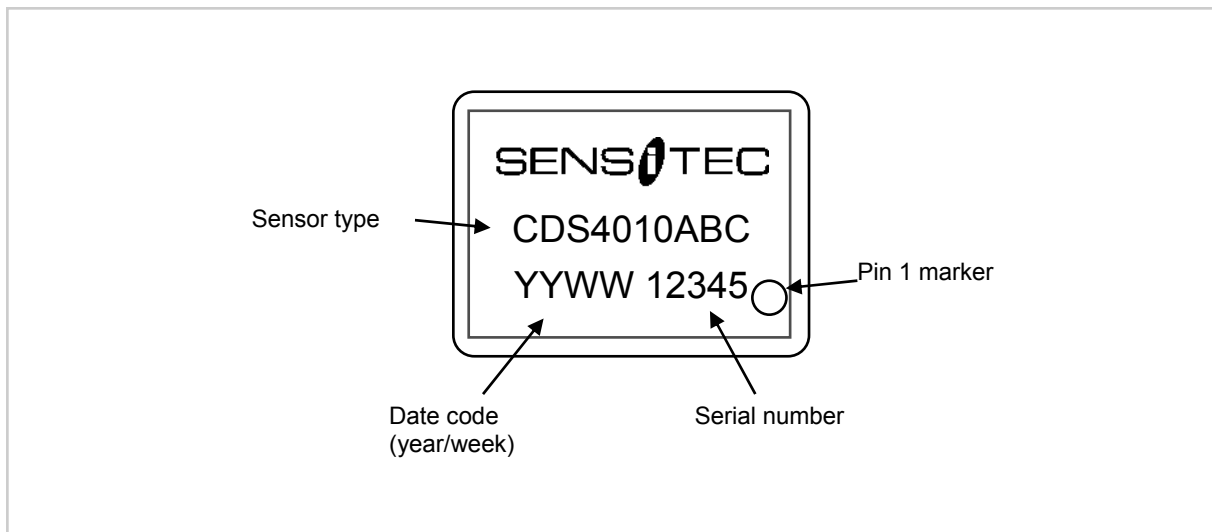 SENSiTEC
Sensor type
CDS4010ABC
Pin 1 marker
YYWW 12345
Date code
(year/week)
Serial number